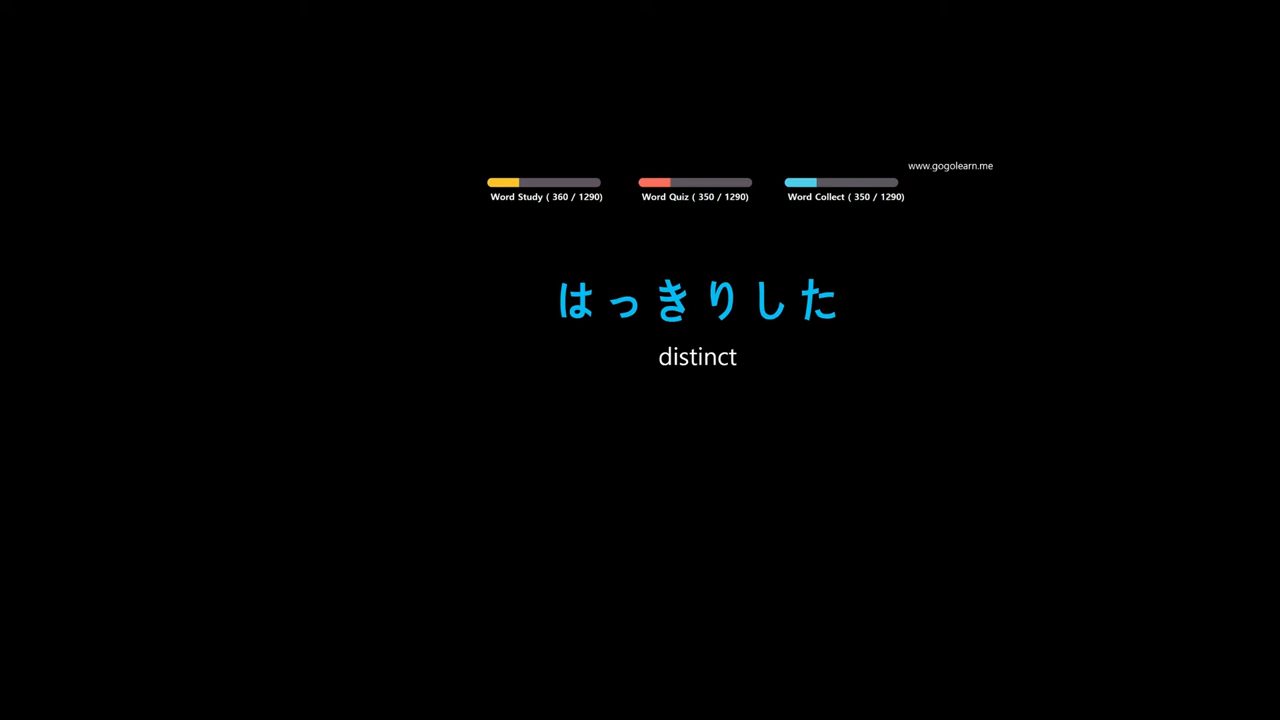 www.gogolearn.me
Word Study ( 360 / 1290)
Word Quiz ( 350 / 1290)
Word Collect ( 350 / 1290)
はっきりした
distinct